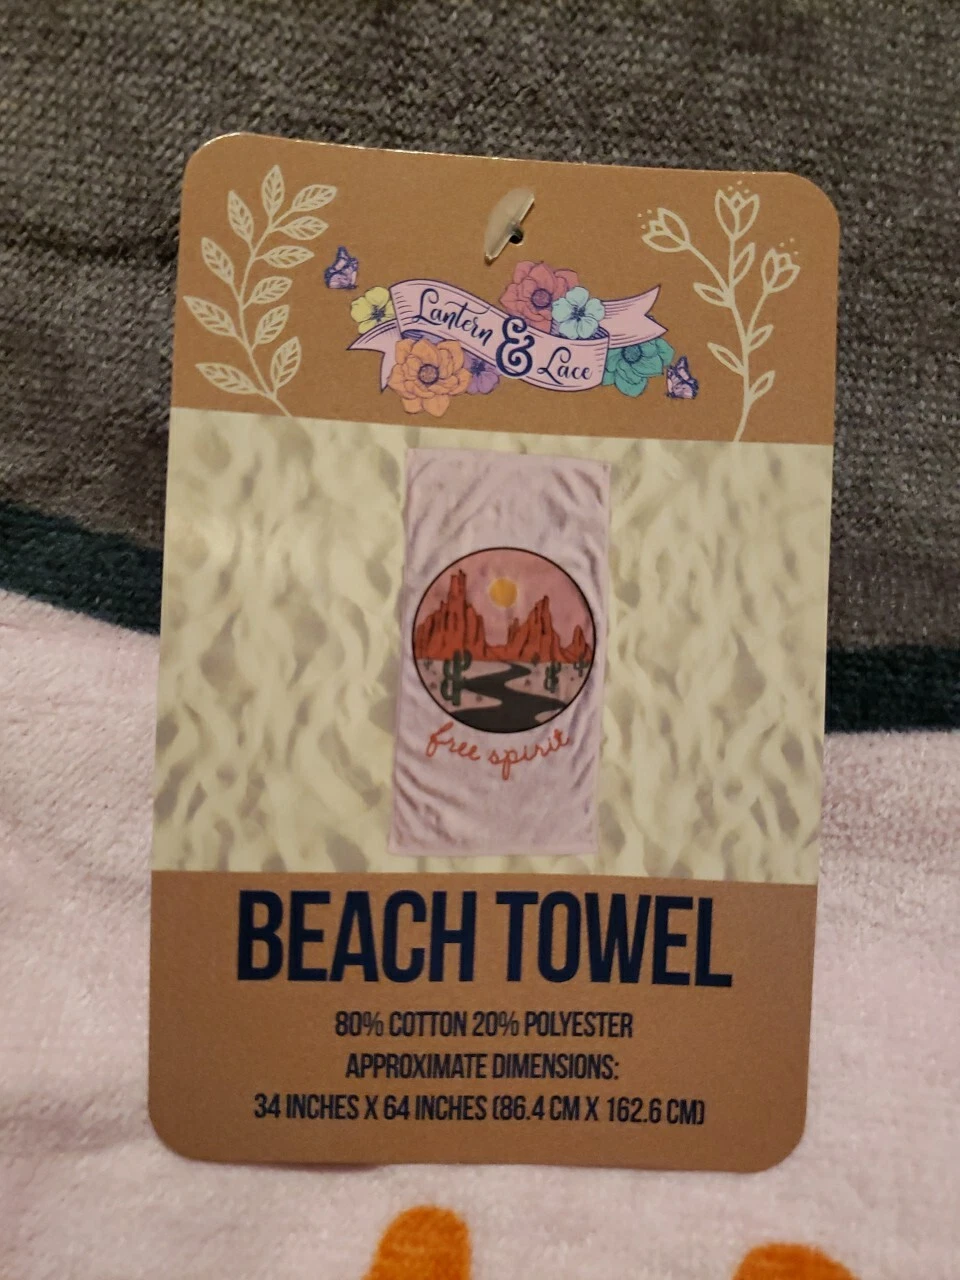 Lantern & Lace
free spirit
BEACH TOWEL
80% COTTON 20% POLYESTER
APPROXIMATE DIMENSIONS:
34 INCHES X 64 INCHES (86.4 CM X 162.6 CM)